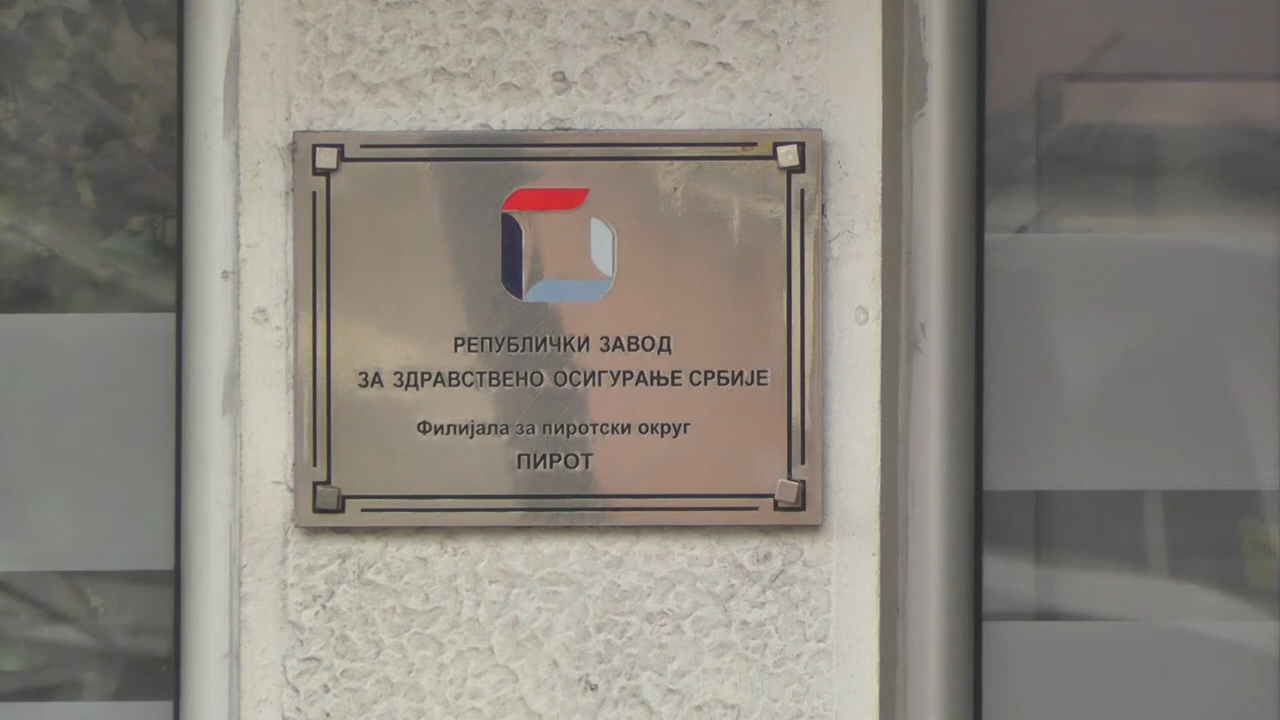 РЕПУБЛИЧКИ ЗАВОД
ЗА ЗДРАВСТВЕНО ОСИГУРАЊЕ СРБИЈЕ
Филијала за пиротски округ
ПИРОТ